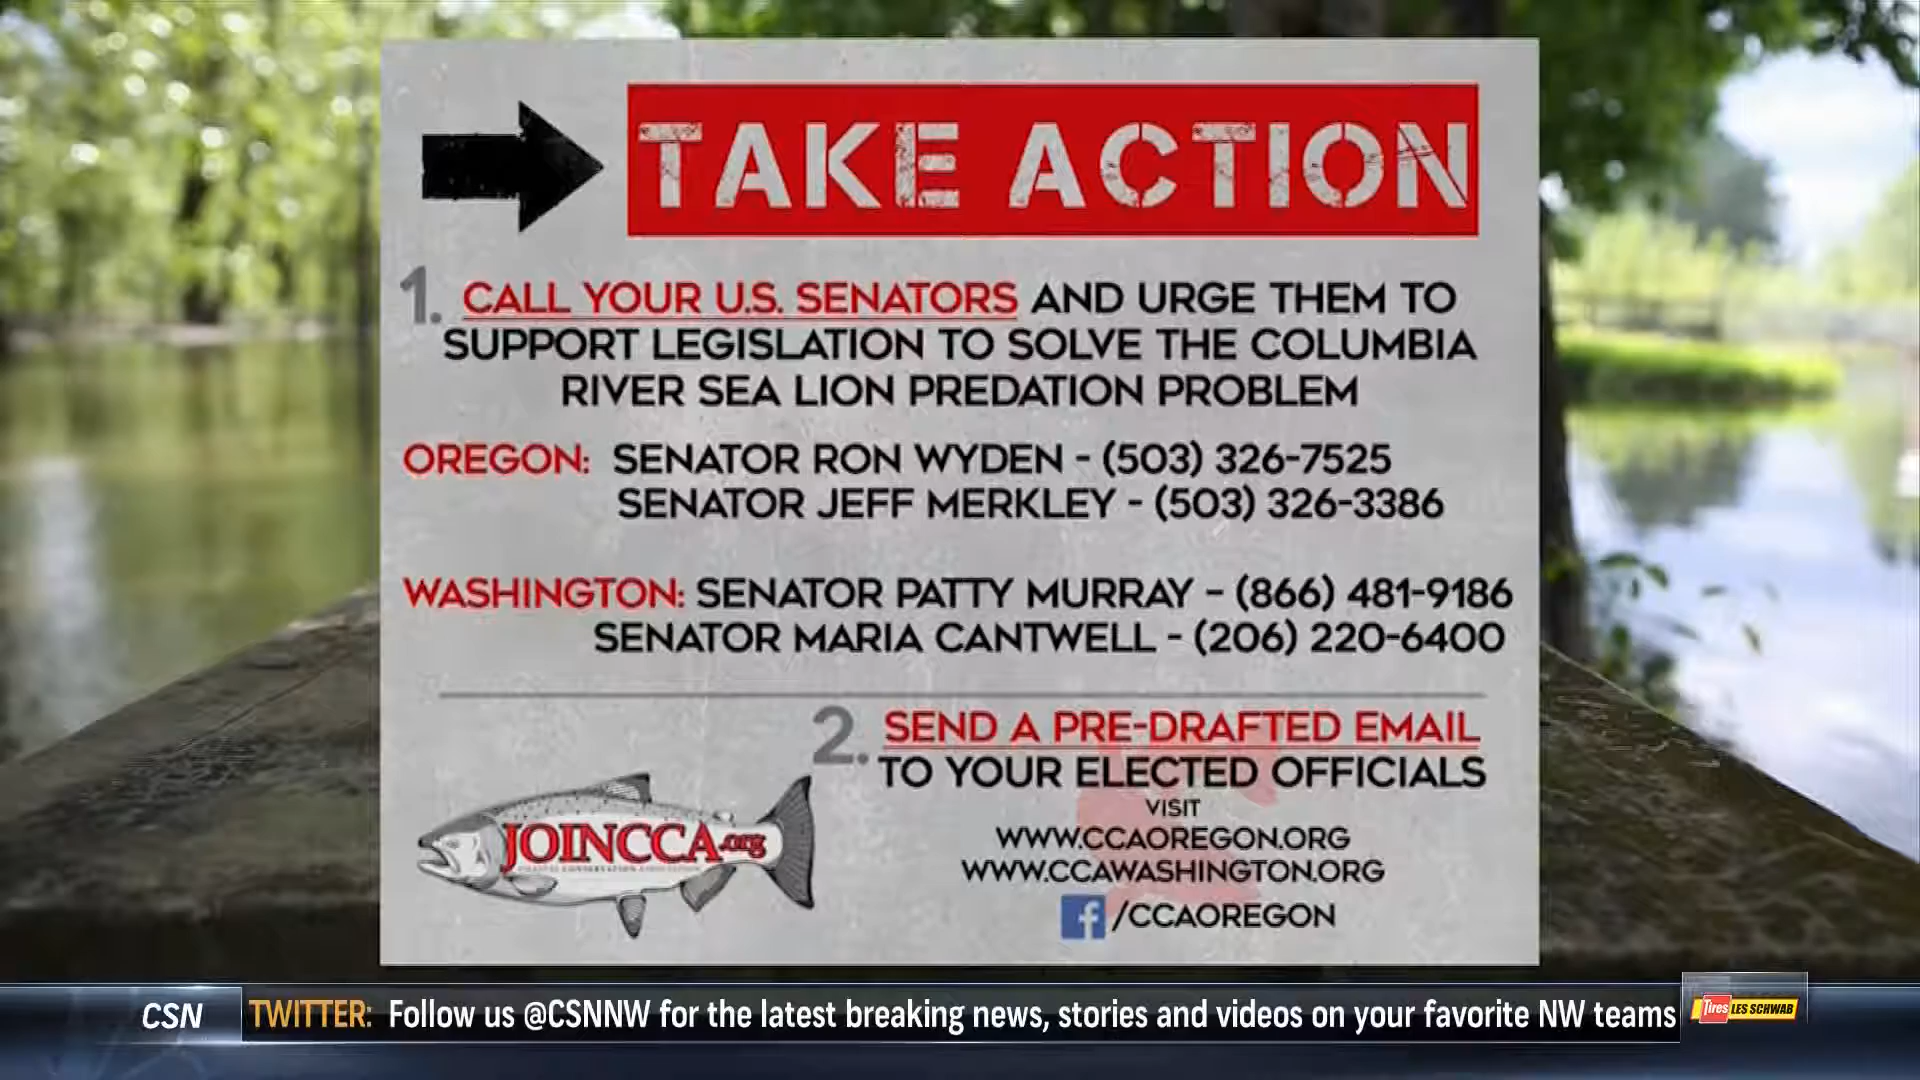 TAKE ACTION
1. CALL YOUR U.S. SENATORS AND URGE THEM TO
SUPPORT LEGISLATION TO SOLVE THE COLUMBIA
RIVER SEA LION PREDATION PROBLEM
OREGON: SENATOR RON WYDEN - (503) 326-7525
SENATOR JEFF MERKLEY - (503) 326-3386
WASHINGTON: SENATOR PATTY MURRAY - (866) 481-9186
SENATOR MARIA CANTWELL - (206) 220-6400
2. SEND A PRE-DRAFTED EMAIL
TO YOUR ELECTED OFFICIALS
VISIT
WWW.CCAOREGON.ORG
WWW.CCAWASHINGTON.ORG
f /CCAOREGON
JOINCCA.org
COASTAL CONSERVATION ASSOCIATION
CSN TWITTER: Follow us @CSNNW for the latest breaking news, stories and videos on your favorite NW teams
Tires LES SCHWAB